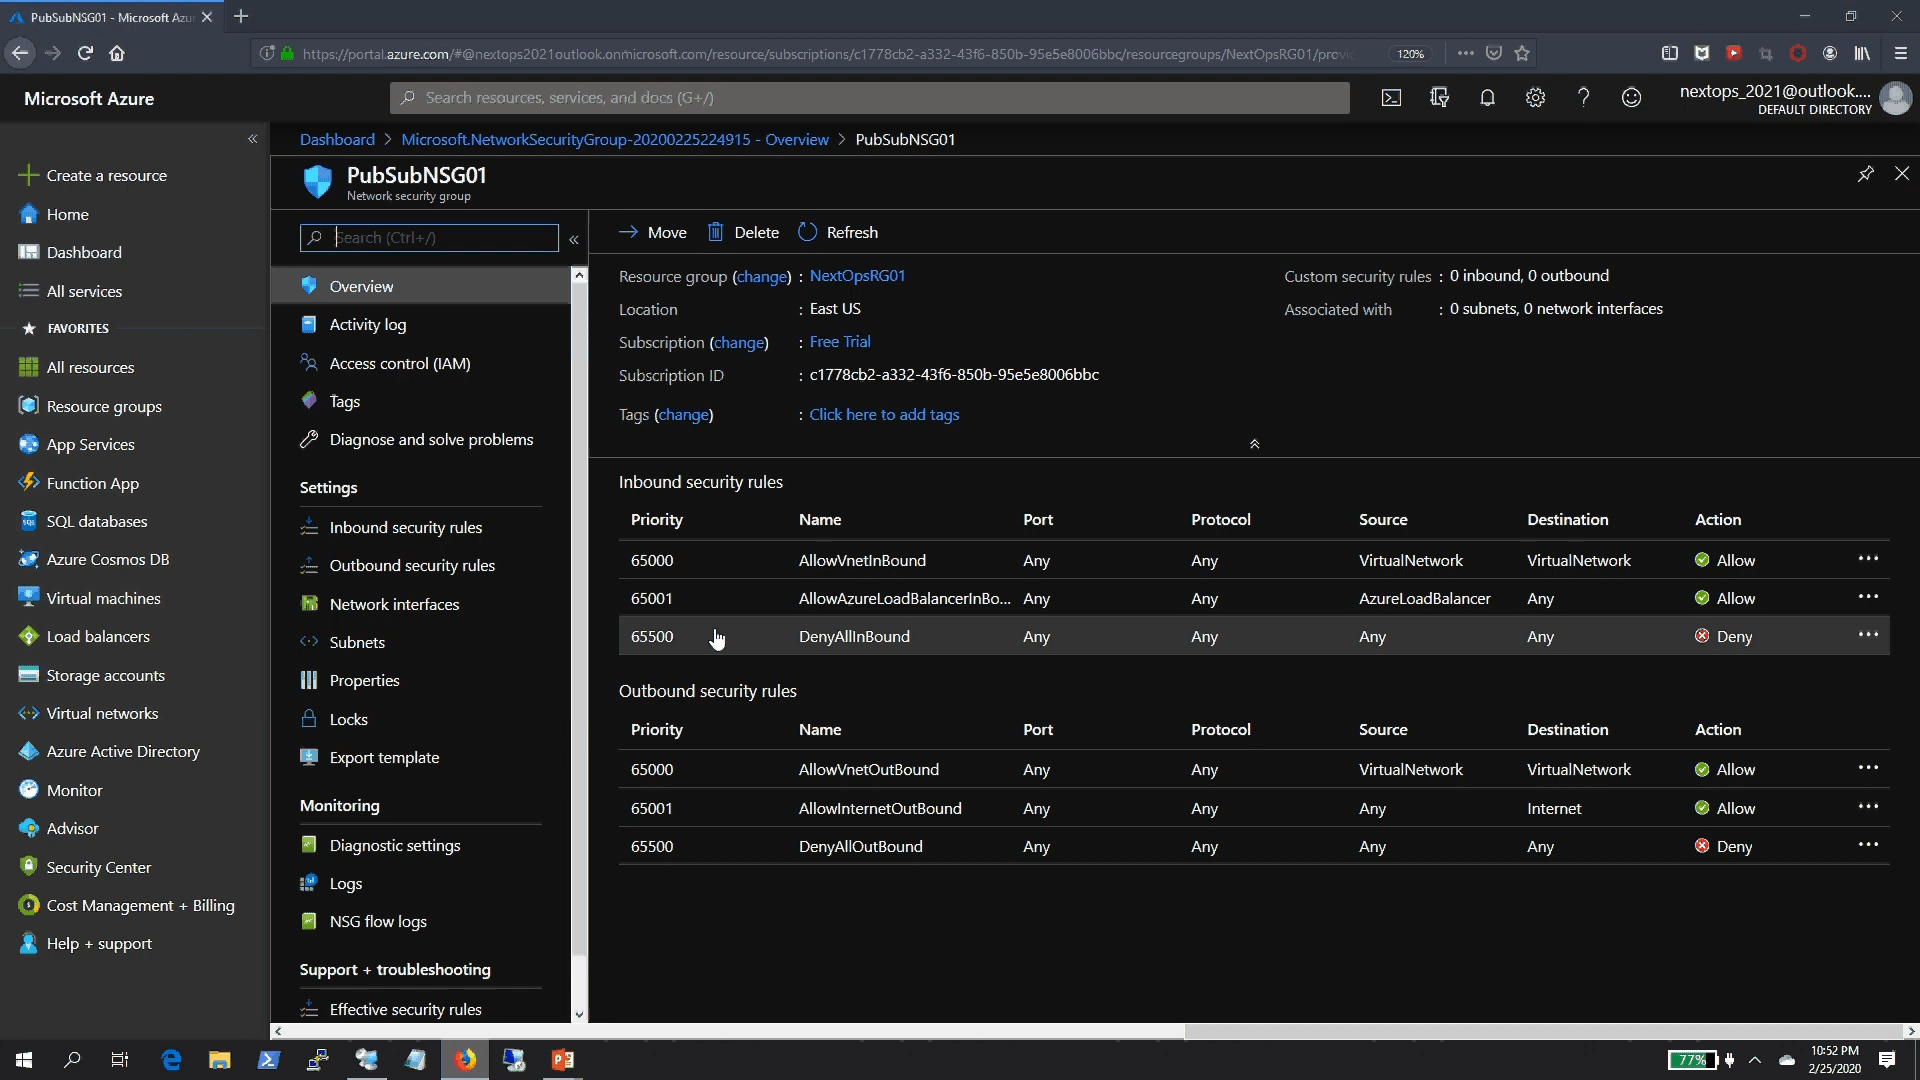 PubSubNSG01 - Microsoft Azu
https://portal.azure.com/#@nextops2021outlook.onmicrosoft.com/resource/subscriptions/c1778cb2-a332-43f6-850b-95e5e8006bbc/resourcegroups/NextOpsRG01/provi
120%
Microsoft Azure
Search resources, services, and docs (G+/)
nextops_2021@outlook....
DEFAULT DIRECTORY
Dashboard > Microsoft.NetworkSecurityGroup-20200225224915 - Overview > PubSubNSG01
Create a resource
Home
Dashboard
All services
FAVORITES
All resources
Resource groups
App Services
Function App
SQL databases
Azure Cosmos DB
Virtual machines
Load balancers
Storage accounts
Virtual networks
Azure Active Directory
Monitor
Advisor
Security Center
Cost Management + Billing
Help + support
PubSubNSG01
Network security group
Search (Ctrl+/)
Overview
Activity log
Access control (IAM)
Tags
Diagnose and solve problems
Settings
Inbound security rules
Outbound security rules
Network interfaces
Subnets
Properties
Locks
Export template
Monitoring
Diagnostic settings
Logs
NSG flow logs
Support + troubleshooting
Effective security rules
Move Delete Refresh
Resource group (change) : NextOpsRG01
Location : East US
Subscription (change) : Free Trial
Subscription ID : c1778cb2-a332-43f6-850b-95e5e8006bbc
Tags (change) : Click here to add tags
Custom security rules : 0 inbound, 0 outbound
Associated with : 0 subnets, 0 network interfaces
Inbound security rules
Priority Name Port Protocol Source Destination Action
65000 AllowVnetInBound Any Any VirtualNetwork VirtualNetwork Allow
65001 AllowAzureLoadBalancerInBo... Any Any AzureLoadBalancer Any Allow
65500 DenyAllInBound Any Any Any Any Deny
Outbound security rules
Priority Name Port Protocol Source Destination Action
65000 AllowVnetOutBound Any Any VirtualNetwork VirtualNetwork Allow
65001 AllowInternetOutBound Any Any Any Internet Allow
65500 DenyAllOutBound Any Any Any Any Deny
77%
10:52 PM
2/25/2020